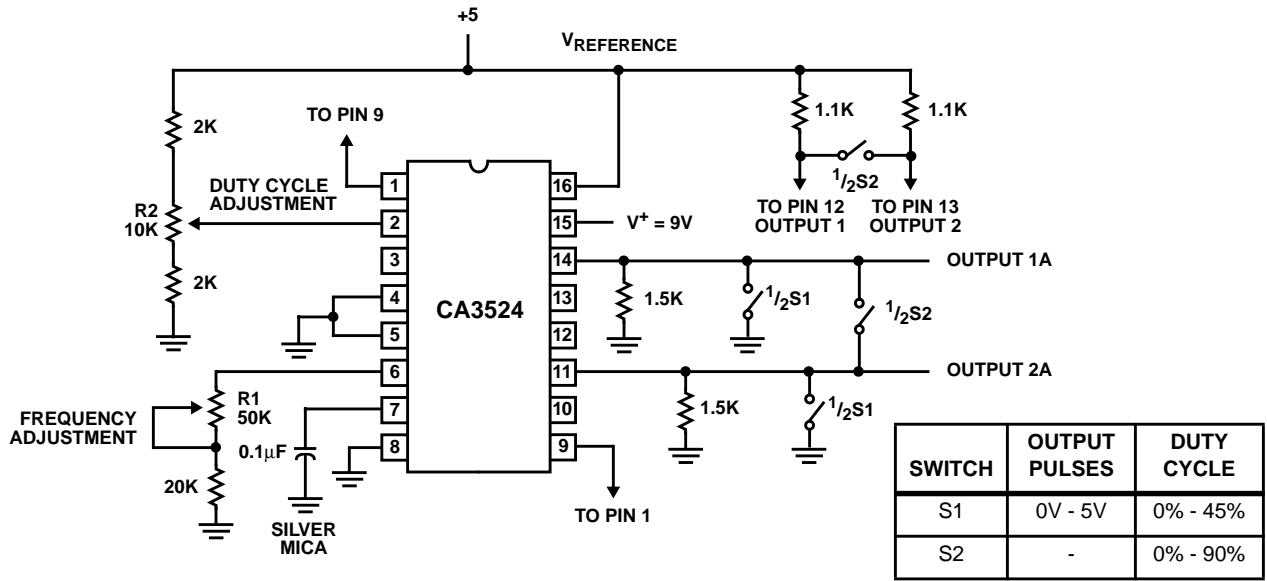 +5
VREFERENCE
2K
TO PIN 9
1.1K
1.1K
DUTY CYCLE
ADJUSTMENT
R2
10K
1
16
1/2S2
2
15
V+ = 9V
TO PIN 12
OUTPUT 1
TO PIN 13
OUTPUT 2
3
14
OUTPUT 1A
2K
4
CA3524
13
1.5K
1/2S1
1/2S2
5
12
6
11
OUTPUT 2A
FREQUENCY
ADJUSTMENT
R1
50K
7
10
1.5K
1/2S1
0.1µF
8
9
20K
SILVER
MICA
TO PIN 1
SWITCH OUTPUT PULSES DUTY CYCLE
S1 0V - 5V 0% - 45%
S2 - 0% - 90%